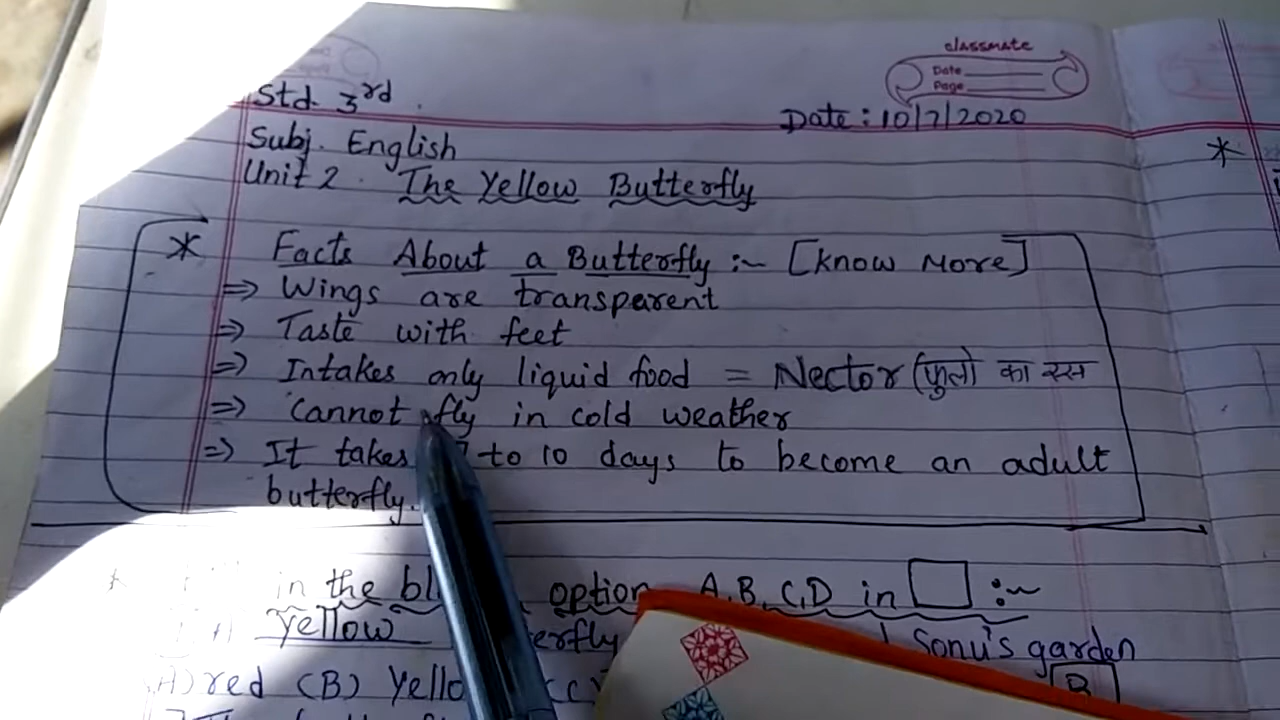 classmate
Date
Page
Std. 3rd.
Date: 10/7/2020
Subj. English
Unit 2. The Yellow Butterfly
* Facts About a Butterfly :~ [Know More]
⇒ Wings are transparent
⇒ Taste with feet
⇒ Intakes only liquid food = Nector (फुलो का रस
⇒ Cannot fly in cold weather
⇒ It takes 7 to 10 days to become an adult
butterfly.
in the option A,B,C,D in :~
yellow Sonu's garden
A) red (B) B